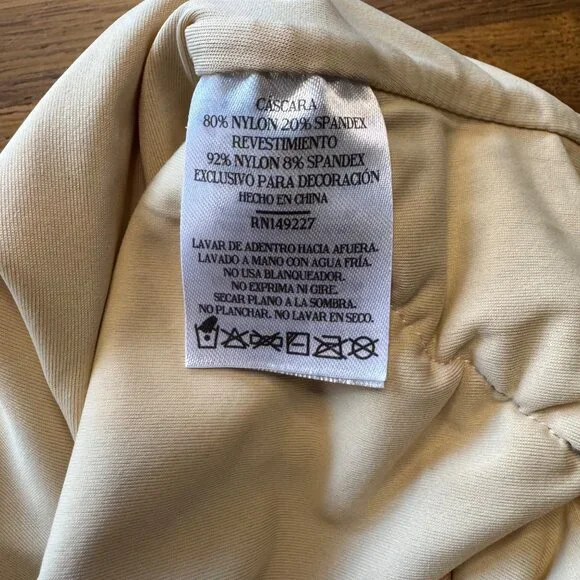 CÁSCARA
80% NYLON 20% SPANDEX
REVESTIMIENTO
92% NYLON 8% SPANDEX
EXCLUSIVO PARA DECORACIÓN
HECHO EN CHINA
RN149227
LAVAR DE ADENTRO HACIA AFUERA.
LAVADO A MANO CON AGUA FRÍA.
NO USA BLANQUEADOR.
NO EXPRIMA NI GIRE.
SECAR PLANO A LA SOMBRA.
NO PLANCHAR. NO LAVAR EN SECO.